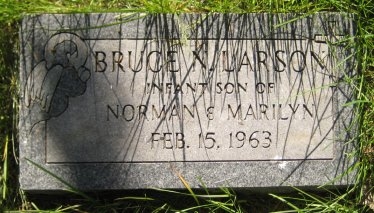 BRUCE N. LARSON
INFANT SON OF
NORMAN & MARILYN
FEB. 15, 1963